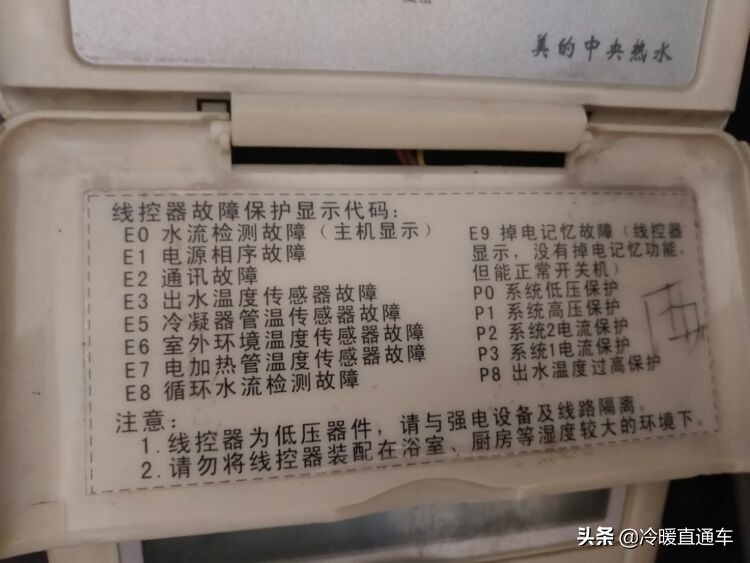 美的中央热水
线控器故障保护显示代码:
E0 水流检测故障(主机显示)
E1 电源相序故障
E2 通讯故障
E3 出水温度传感器故障
E5 冷凝器管温传感器故障
E6 室外环境温度传感器故障
E7 电加热管温度传感器故障
E8 循环水流检测故障
E9 掉电记忆故障(线控器
显示,没有掉电记忆功能,
但能正常开关机)
P0 系统低压保护
P1 系统高压保护
P2 系统2电流保护
P3 系统1电流保护
P8 出水温度过高保护
注意:
1.线控器为低压器件,请与强电设备及线路隔离。
2.请勿将线控器装配在浴室、厨房等湿度较大的环境下。
头条 @冷暖直通车